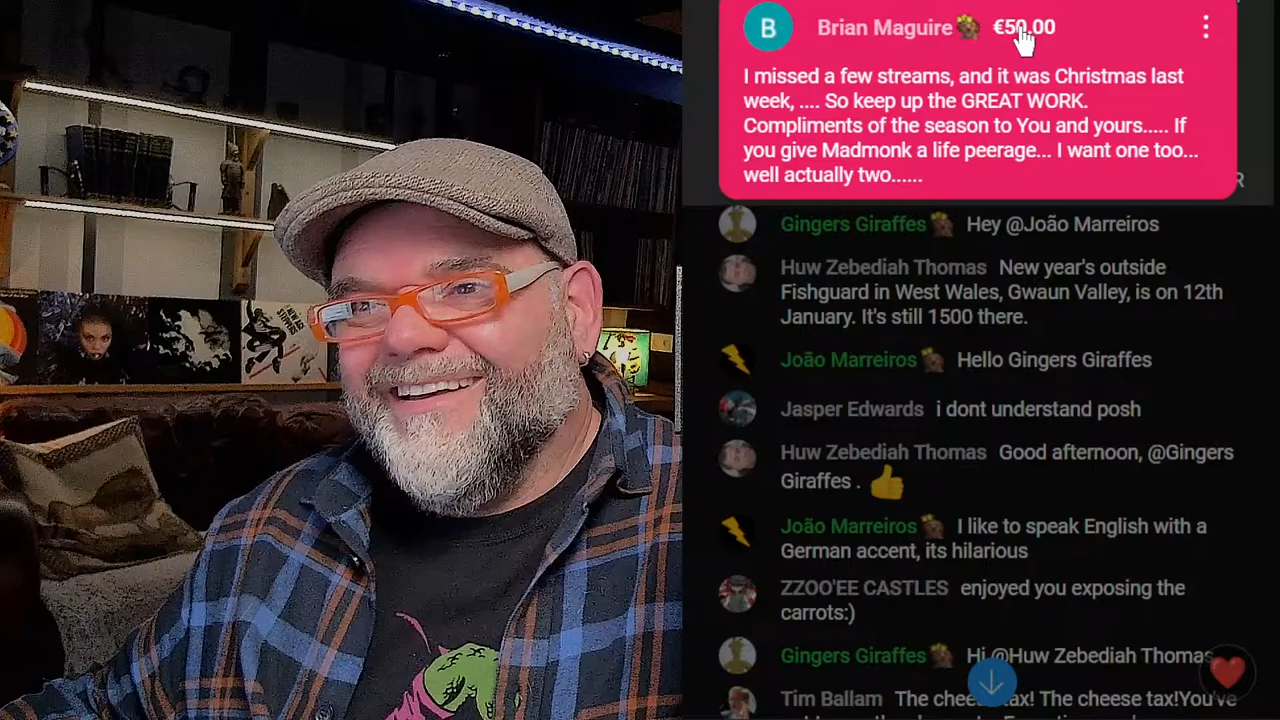 B Brian Maguire €50.00
I missed a few streams, and it was Christmas last
week, .... So keep up the GREAT WORK.
Compliments of the season to You and yours..... If
you give Madmonk a life peerage... I want one too...
well actually two......
R
Gingers Giraffes Hey @João Marreiros
Huw Zebediah Thomas New year's outside
Fishguard in West Wales, Gwaun Valley, is on 12th
January. It's still 1500 there.
João Marreiros Hello Gingers Giraffes
Jasper Edwards i dont understand posh
Huw Zebediah Thomas Good afternoon, @Gingers
Giraffes .
João Marreiros I like to speak English with a
German accent, its hilarious
ZZOO'EE CASTLES enjoyed you exposing the
carrots:)
Gingers Giraffes Hi @Huw Zebediah Thomas
Tim Ballam The cheese tax! The cheese tax!You've
NEW AGE
STEPPERS